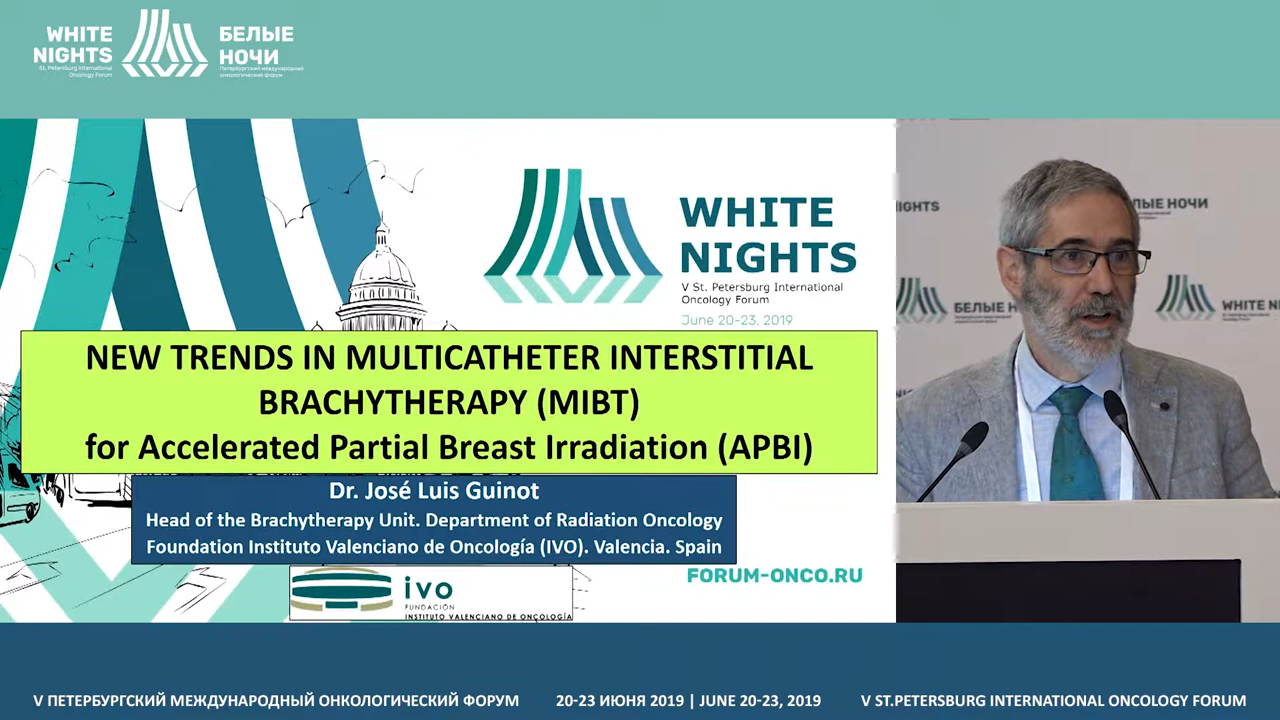 WHITE
NIGHTS
St. Petersburg International
Oncology Forum
БЕЛЫЕ
НОЧИ
Петербургский международный
онкологический форум
WHITE
NIGHTS
V St. Petersburg International
Oncology Forum
June 20-23, 2019
NEW TRENDS IN MULTICATHETER INTERSTITIAL
BRACHYTHERAPY (MIBT)
for Accelerated Partial Breast Irradiation (APBI)
Dr. José Luis Guinot
Head of the Brachytherapy Unit. Department of Radiation Oncology
Foundation Instituto Valenciano de Oncología (IVO). Valencia. Spain
FORUM-ONCO.RU
ivo
FUNDACIÓN
INSTITUTO VALENCIANO DE ONCOLOGÍA
IGHTS
ЛЫЕ НОЧИ
БЕЛЫЕ Н
WHITE N
V ПЕТЕРБУРГСКИЙ МЕЖДУНАРОДНЫЙ ОНКОЛОГИЧЕСКИЙ ФОРУМ
20-23 ИЮНЯ 2019 | JUNE 20-23, 2019
V ST.PETERSBURG INTERNATIONAL ONCOLOGY FORUM